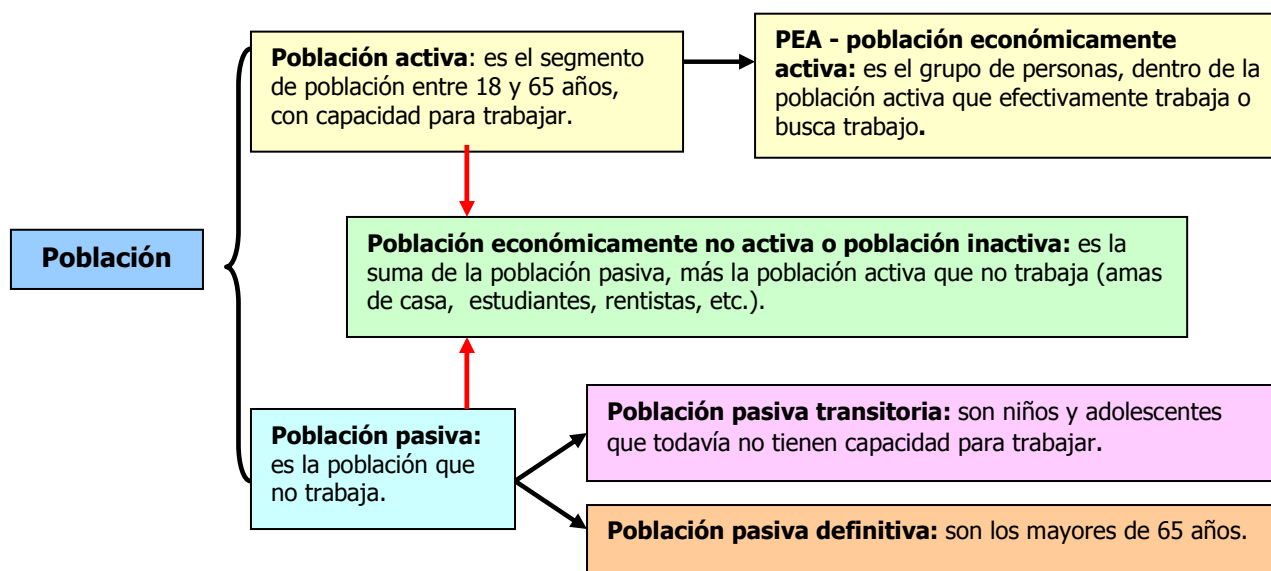 Población activa: es el segmento
de población entre 18 y 65 años,
con capacidad para trabajar.
PEA - población económicamente
activa: es el grupo de personas, dentro de la
población activa que efectivamente trabaja o
busca trabajo.
Población
Población económicamente no activa o población inactiva: es la
suma de la población pasiva, más la población activa que no trabaja (amas
de casa, estudiantes, rentistas, etc.).
Población pasiva:
es la población que
no trabaja.
Población pasiva transitoria: son niños y adolescentes
que todavía no tienen capacidad para trabajar.
Población pasiva definitiva: son los mayores de 65 años.